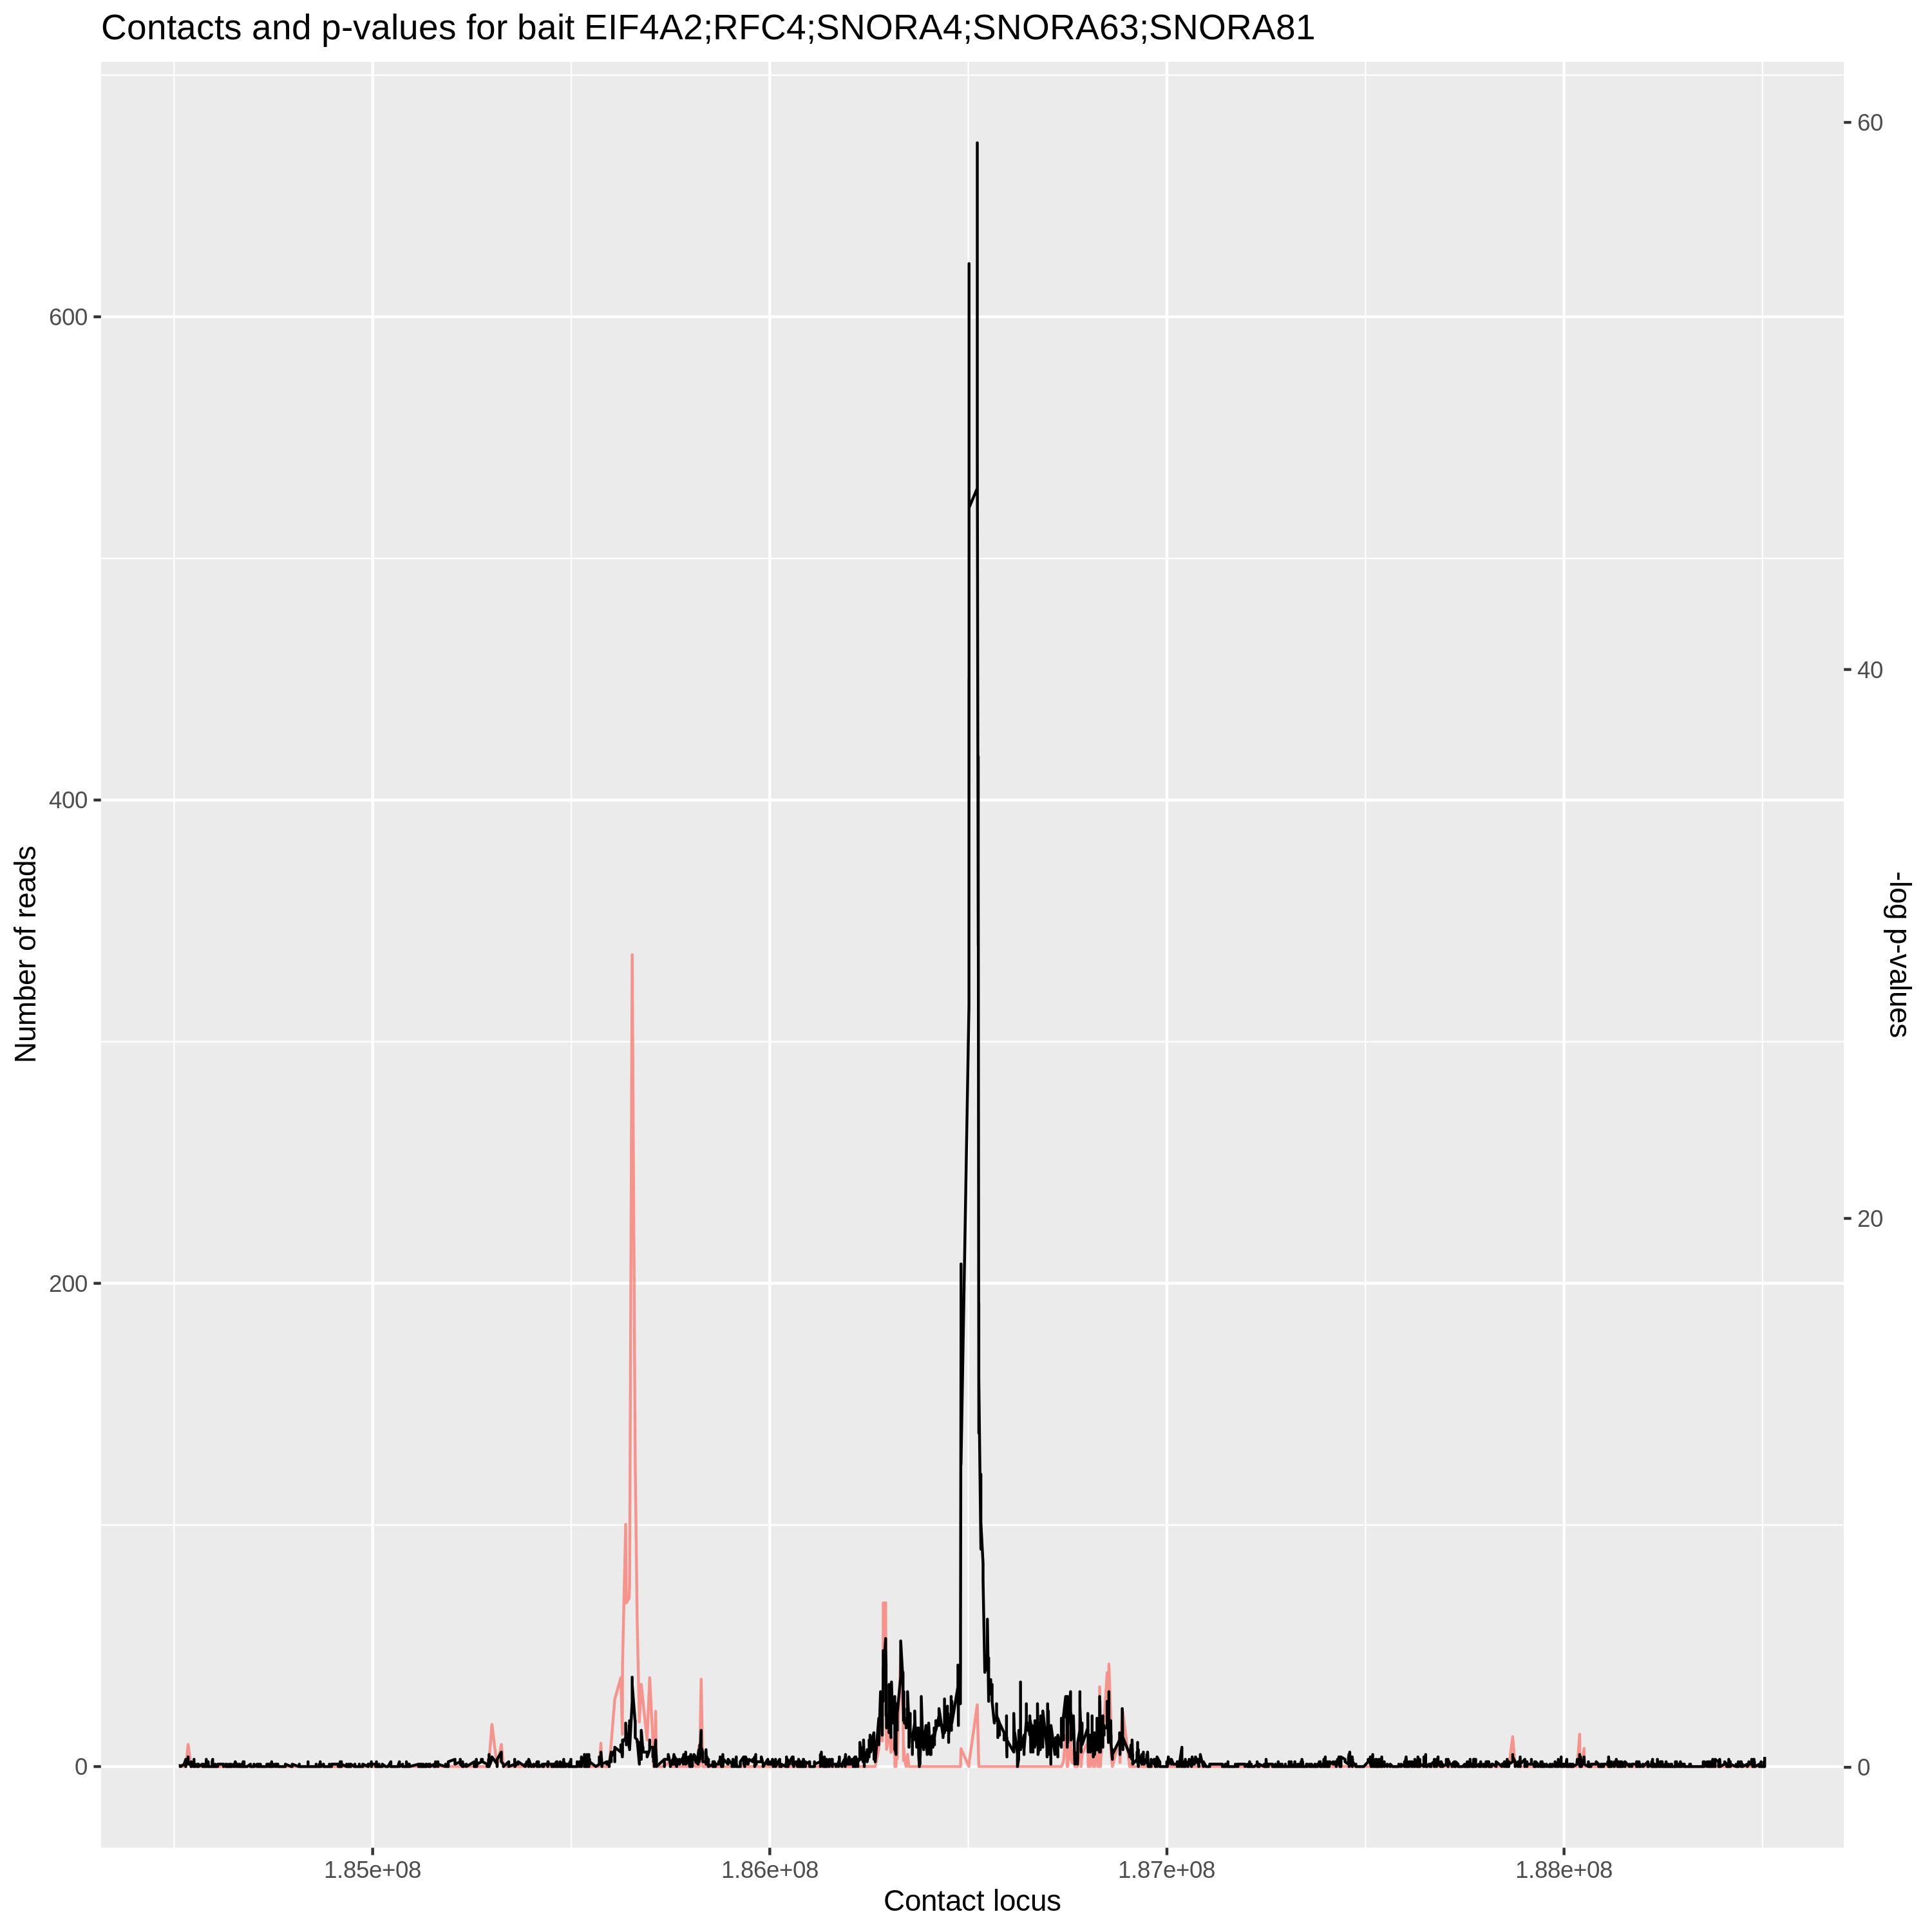 Contacts and p-values for bait EIF4A2;RFC4;SNORA4;SNORA63;SNORA81
60
600
40
400
Number of reads
-log p-values
20
200
0
0
1.85e+08
1.86e+08
1.87e+08
1.88e+08
Contact locus